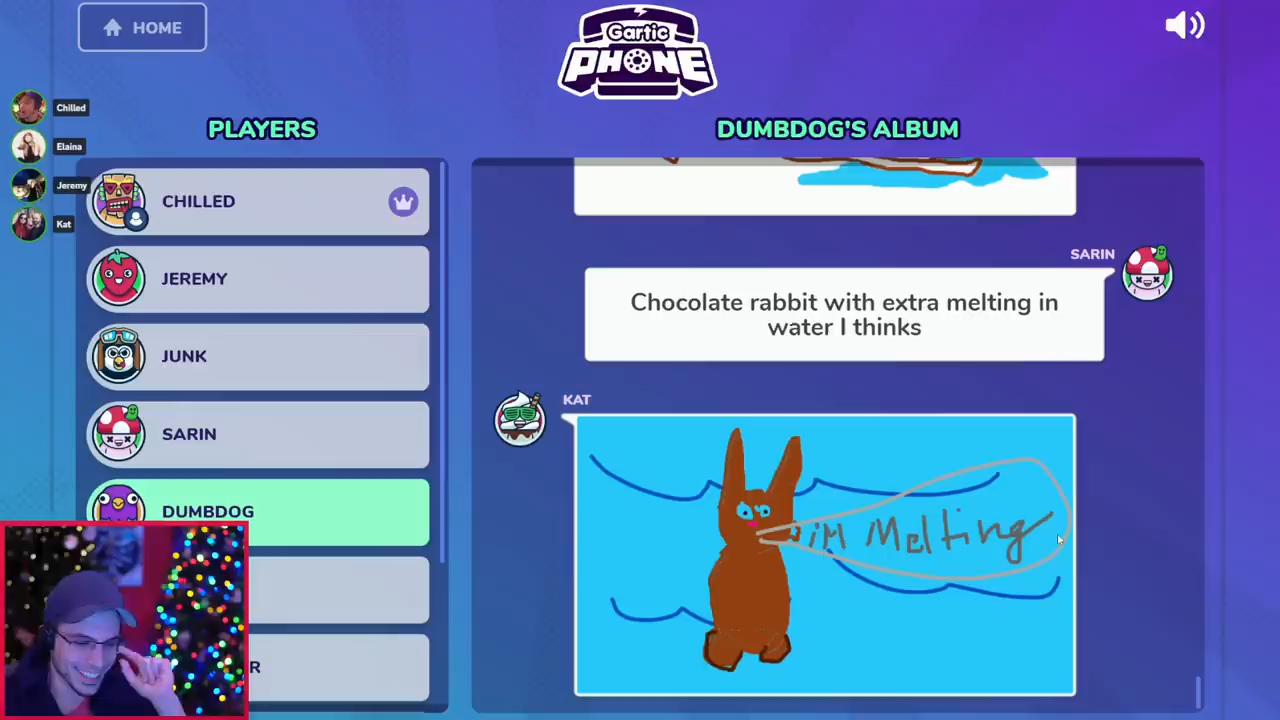 HOME
Gartic
PHONE
Chilled
Elaina
Jeremy
Kat
PLAYERS
CHILLED
JEREMY
JUNK
SARIN
DUMBDOG
R
DUMBDOG'S ALBUM
SARIN
Chocolate rabbit with extra melting in
water I thinks
KAT
iM Melting